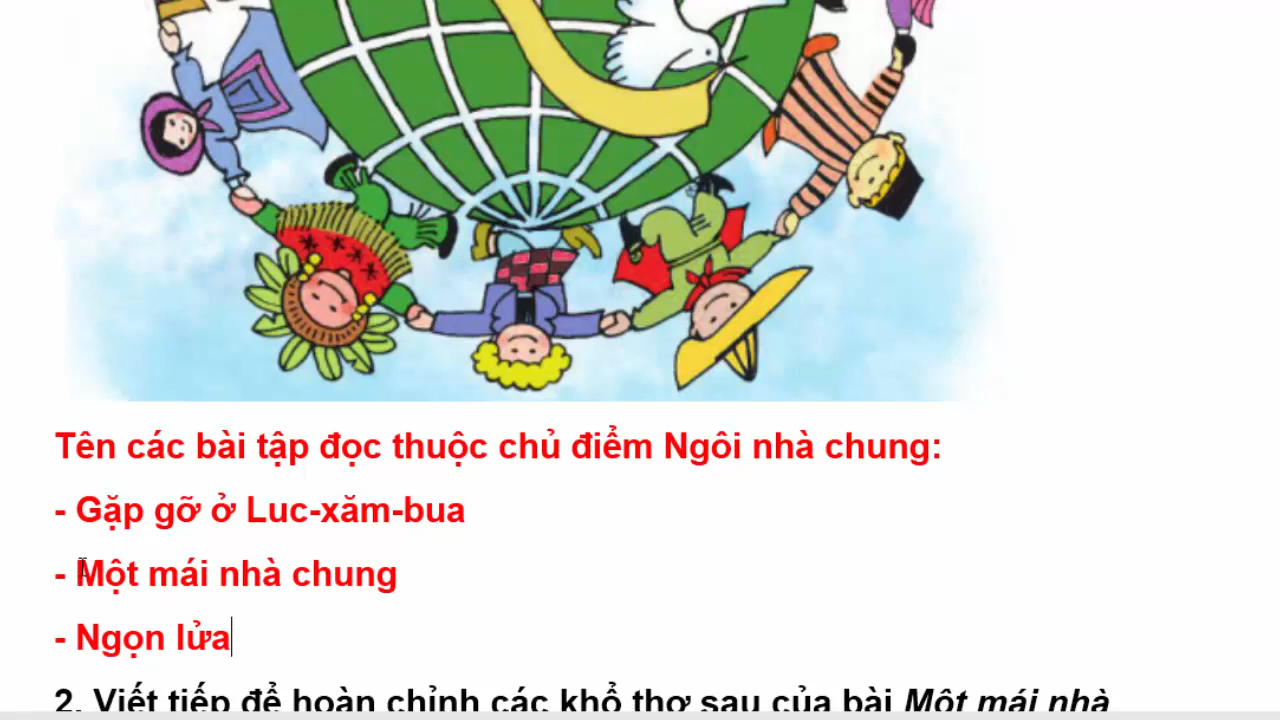 Tên các bài tập đọc thuộc chủ điểm Ngôi nhà chung:
- Gặp gỡ ở Luc-xăm-bua
- Một mái nhà chung
- Ngọn lửa
2. Viết tiếp để hoàn chỉnh các khổ thơ sau của bài Một mái nhà